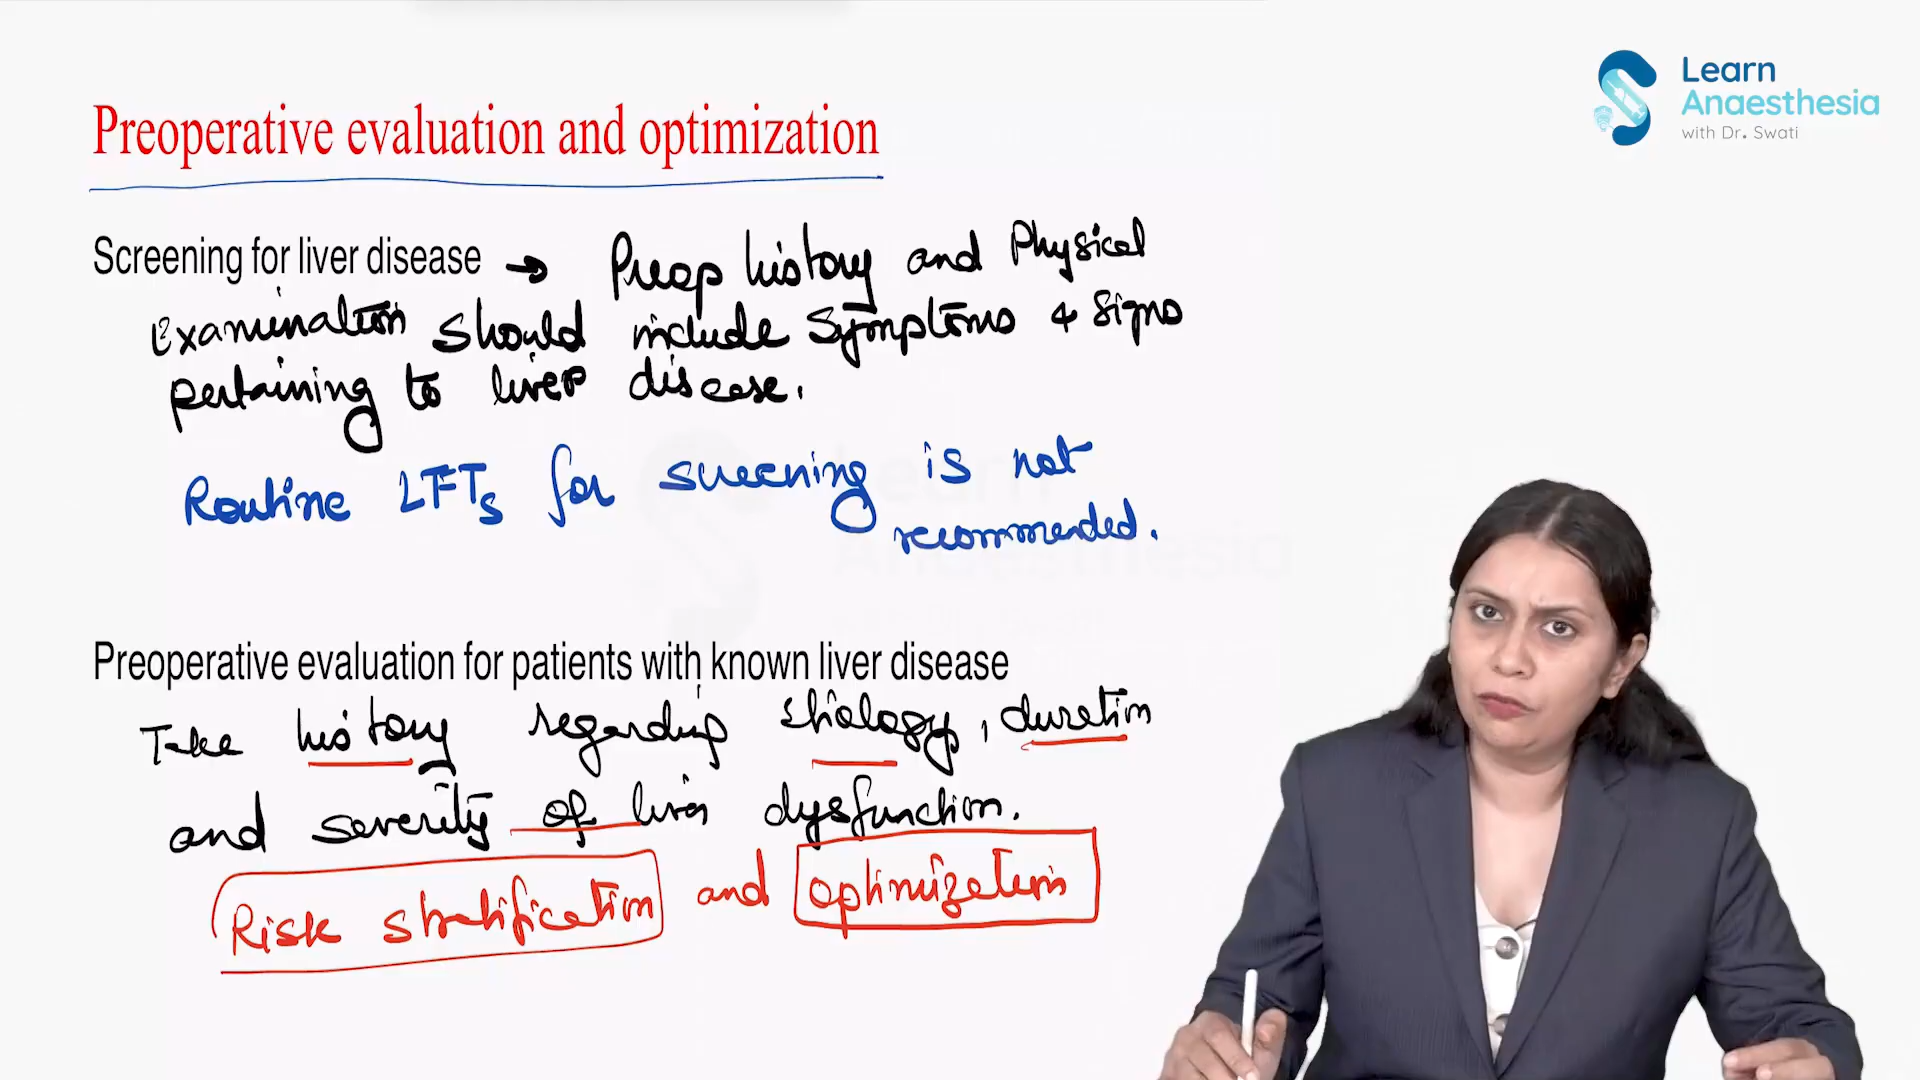 Learn
Anaesthesia
with Dr. Swati
Preoperative evaluation and optimization
Screening for liver disease → Preop history and Physical
Examination should include Symptoms & Signs
pertaining to liver disease.
Routine LFTs for screening is not
recommended.
Preoperative evaluation for patients with known liver disease
Take history regarding etiology, duration
and severity of liver dysfunction.
Risk stratification and optimization